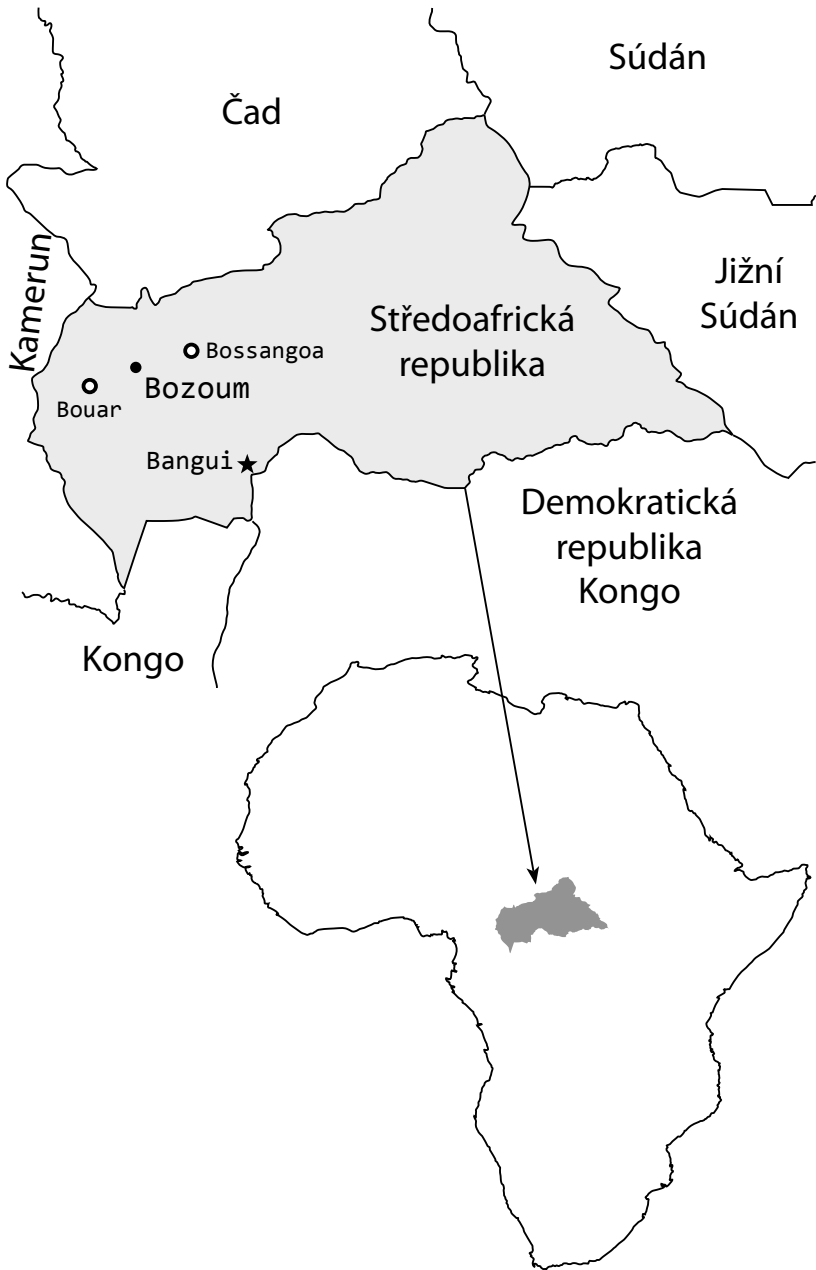 Súdán
Čad
Kamerun
Jižní
Súdán
Středoafrická
republika
Bossangoa
Bozoum
Bouar
Bangui
Demokratická
republika
Kongo
Kongo